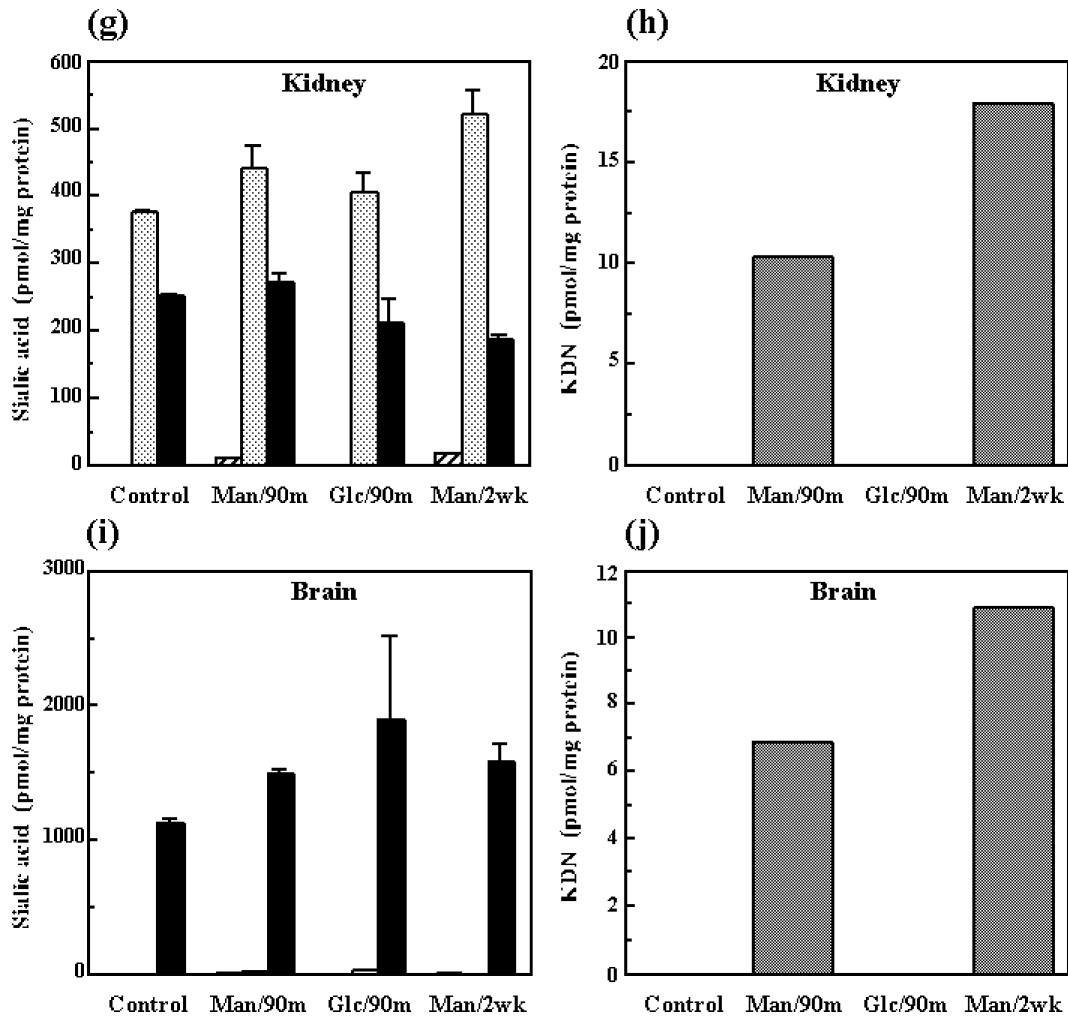 (g)
Kidney
Sialic acid (pmol/mg protein)
600
500
400
300
200
100
0
Control Man/90m Glc/90m Man/2wk
(h)
Kidney
KDN (pmol/mg protein)
20
15
10
5
0
Control Man/90m Glc/90m Man/2wk
(i)
Brain
Sialic acid (pmol/mg protein)
3000
2000
1000
0
Control Man/90m Glc/90m Man/2wk
(j)
Brain
KDN (pmol/mg protein)
12
10
8
6
4
2
0
Control Man/90m Glc/90m Man/2wk